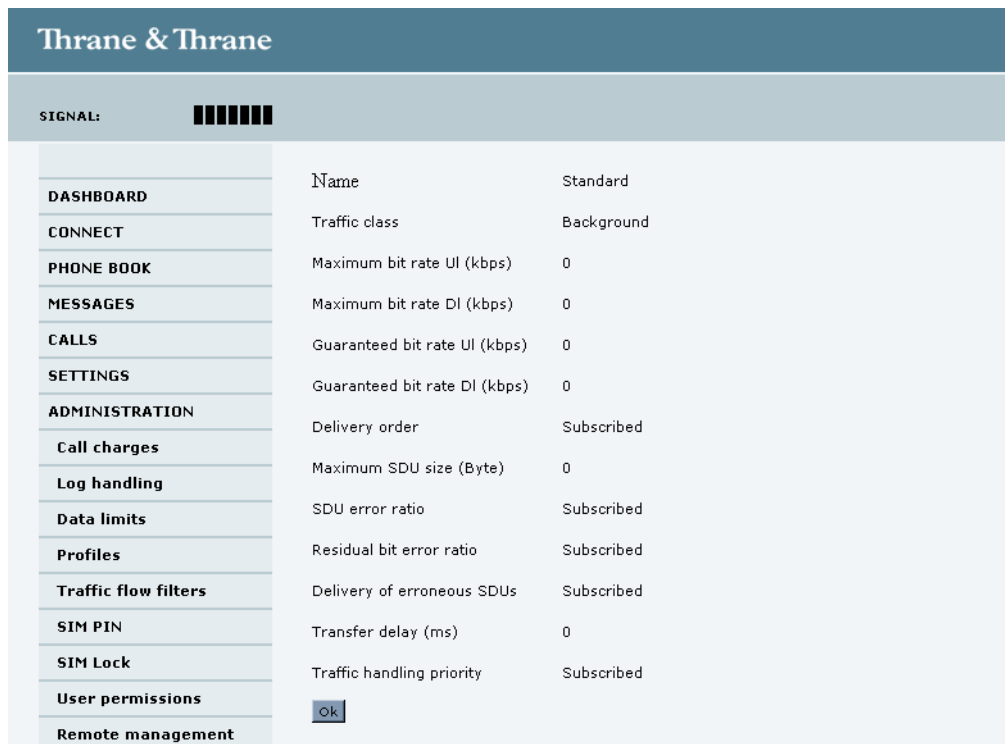 Thrane & Thrane
SIGNAL:
DASHBOARD
CONNECT
PHONE BOOK
MESSAGES
CALLS
SETTINGS
ADMINISTRATION
Call charges
Log handling
Data limits
Profiles
Traffic flow filters
SIM PIN
SIM Lock
User permissions
Remote management
Name Standard
Traffic class Background
Maximum bit rate Ul (kbps) 0
Maximum bit rate Dl (kbps) 0
Guaranteed bit rate Ul (kbps) 0
Guaranteed bit rate Dl (kbps) 0
Delivery order Subscribed
Maximum SDU size (Byte) 0
SDU error ratio Subscribed
Residual bit error ratio Subscribed
Delivery of erroneous SDUs Subscribed
Transfer delay (ms) 0
Traffic handling priority Subscribed
Ok